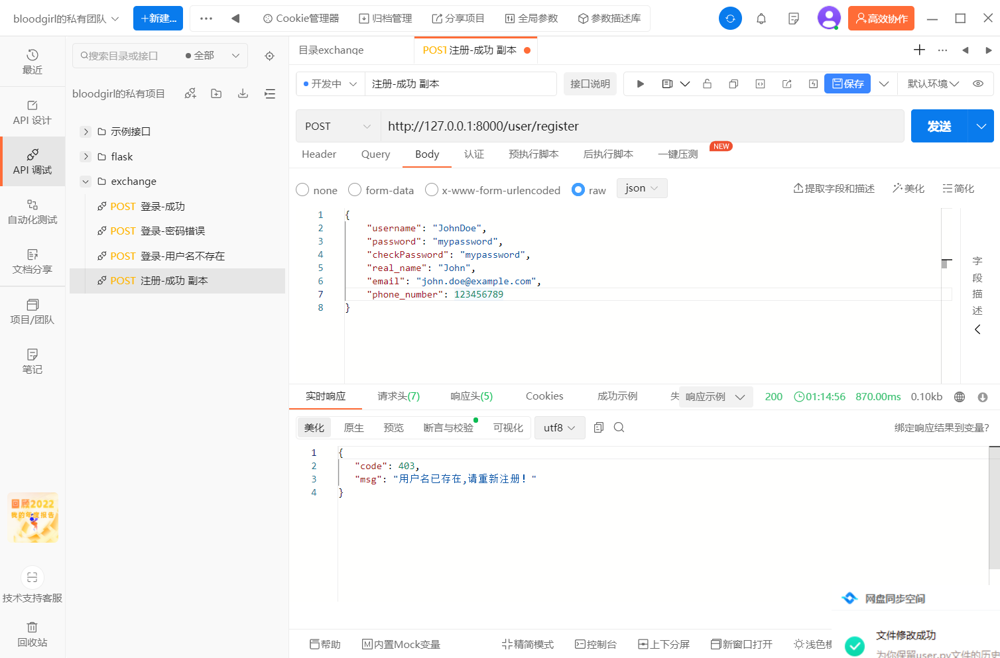 bloodgirl的私有团队
+新建...
Cookie管理器
归档管理
分享项目
全局参数
参数描述库
高效协作
最近
API 设计
API 调试
自动化测试
文档分享
项目/团队
笔记
回顾2022
我的年度报告
技术支持客服
回收站
搜索目录或接口
全部
bloodgirl的私有项目
示例接口
flask
exchange
POST 登录-成功
POST 登录-密码错误
POST 登录-用户名不存在
POST 注册-成功 副本
目录exchange
POST 注册-成功 副本
开发中
注册-成功 副本
接口说明
保存
默认环境
POST
http://127.0.0.1:8000/user/register
发送
Header
Query
Body
认证
预执行脚本
后执行脚本
一键压测
NEW
none
form-data
x-www-form-urlencoded
raw
json
提取字段和描述
美化
简化
1 {
2 "username": "JohnDoe",
3 "password": "mypassword",
4 "checkPassword": "mypassword",
5 "real_name": "John",
6 "email": "john.doe@example.com",
7 "phone_number": 123456789
8 }
字段描述
实时响应
请求头(7)
响应头(5)
Cookies
成功示例
失
响应示例
200
01:14:56
870.00ms
0.10kb
美化
原生
预览
断言与校验
可视化
utf8
绑定响应结果到变量?
1 {
2 "code": 403,
3 "msg": "用户名已存在,请重新注册！"
4 }
帮助
内置Mock变量
精简模式
控制台
上下分屏
新窗口打开
浅色模
网盘同步空间
文件修改成功
为你保留user.py文件的历史